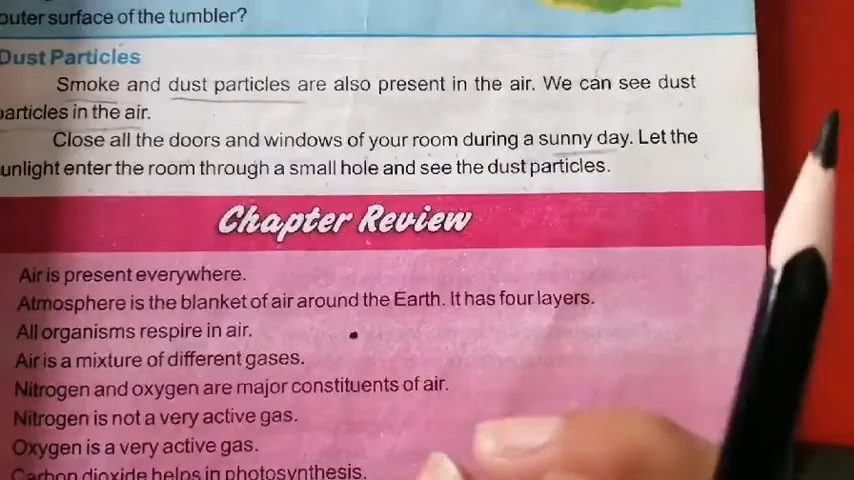 outer surface of the tumbler?
Dust Particles
Smoke and dust particles are also present in the air. We can see dust
particles in the air.
Close all the doors and windows of your room during a sunny day. Let the
unlight enter the room through a small hole and see the dust particles.
Chapter Review
Air is present everywhere.
Atmosphere is the blanket of air around the Earth. It has four layers.
All organisms respire in air.
Air is a mixture of different gases.
Nitrogen and oxygen are major constituents of air.
Nitrogen is not a very active gas.
Oxygen is a very active gas.
Carbon dioxide helps in photosynthesis.